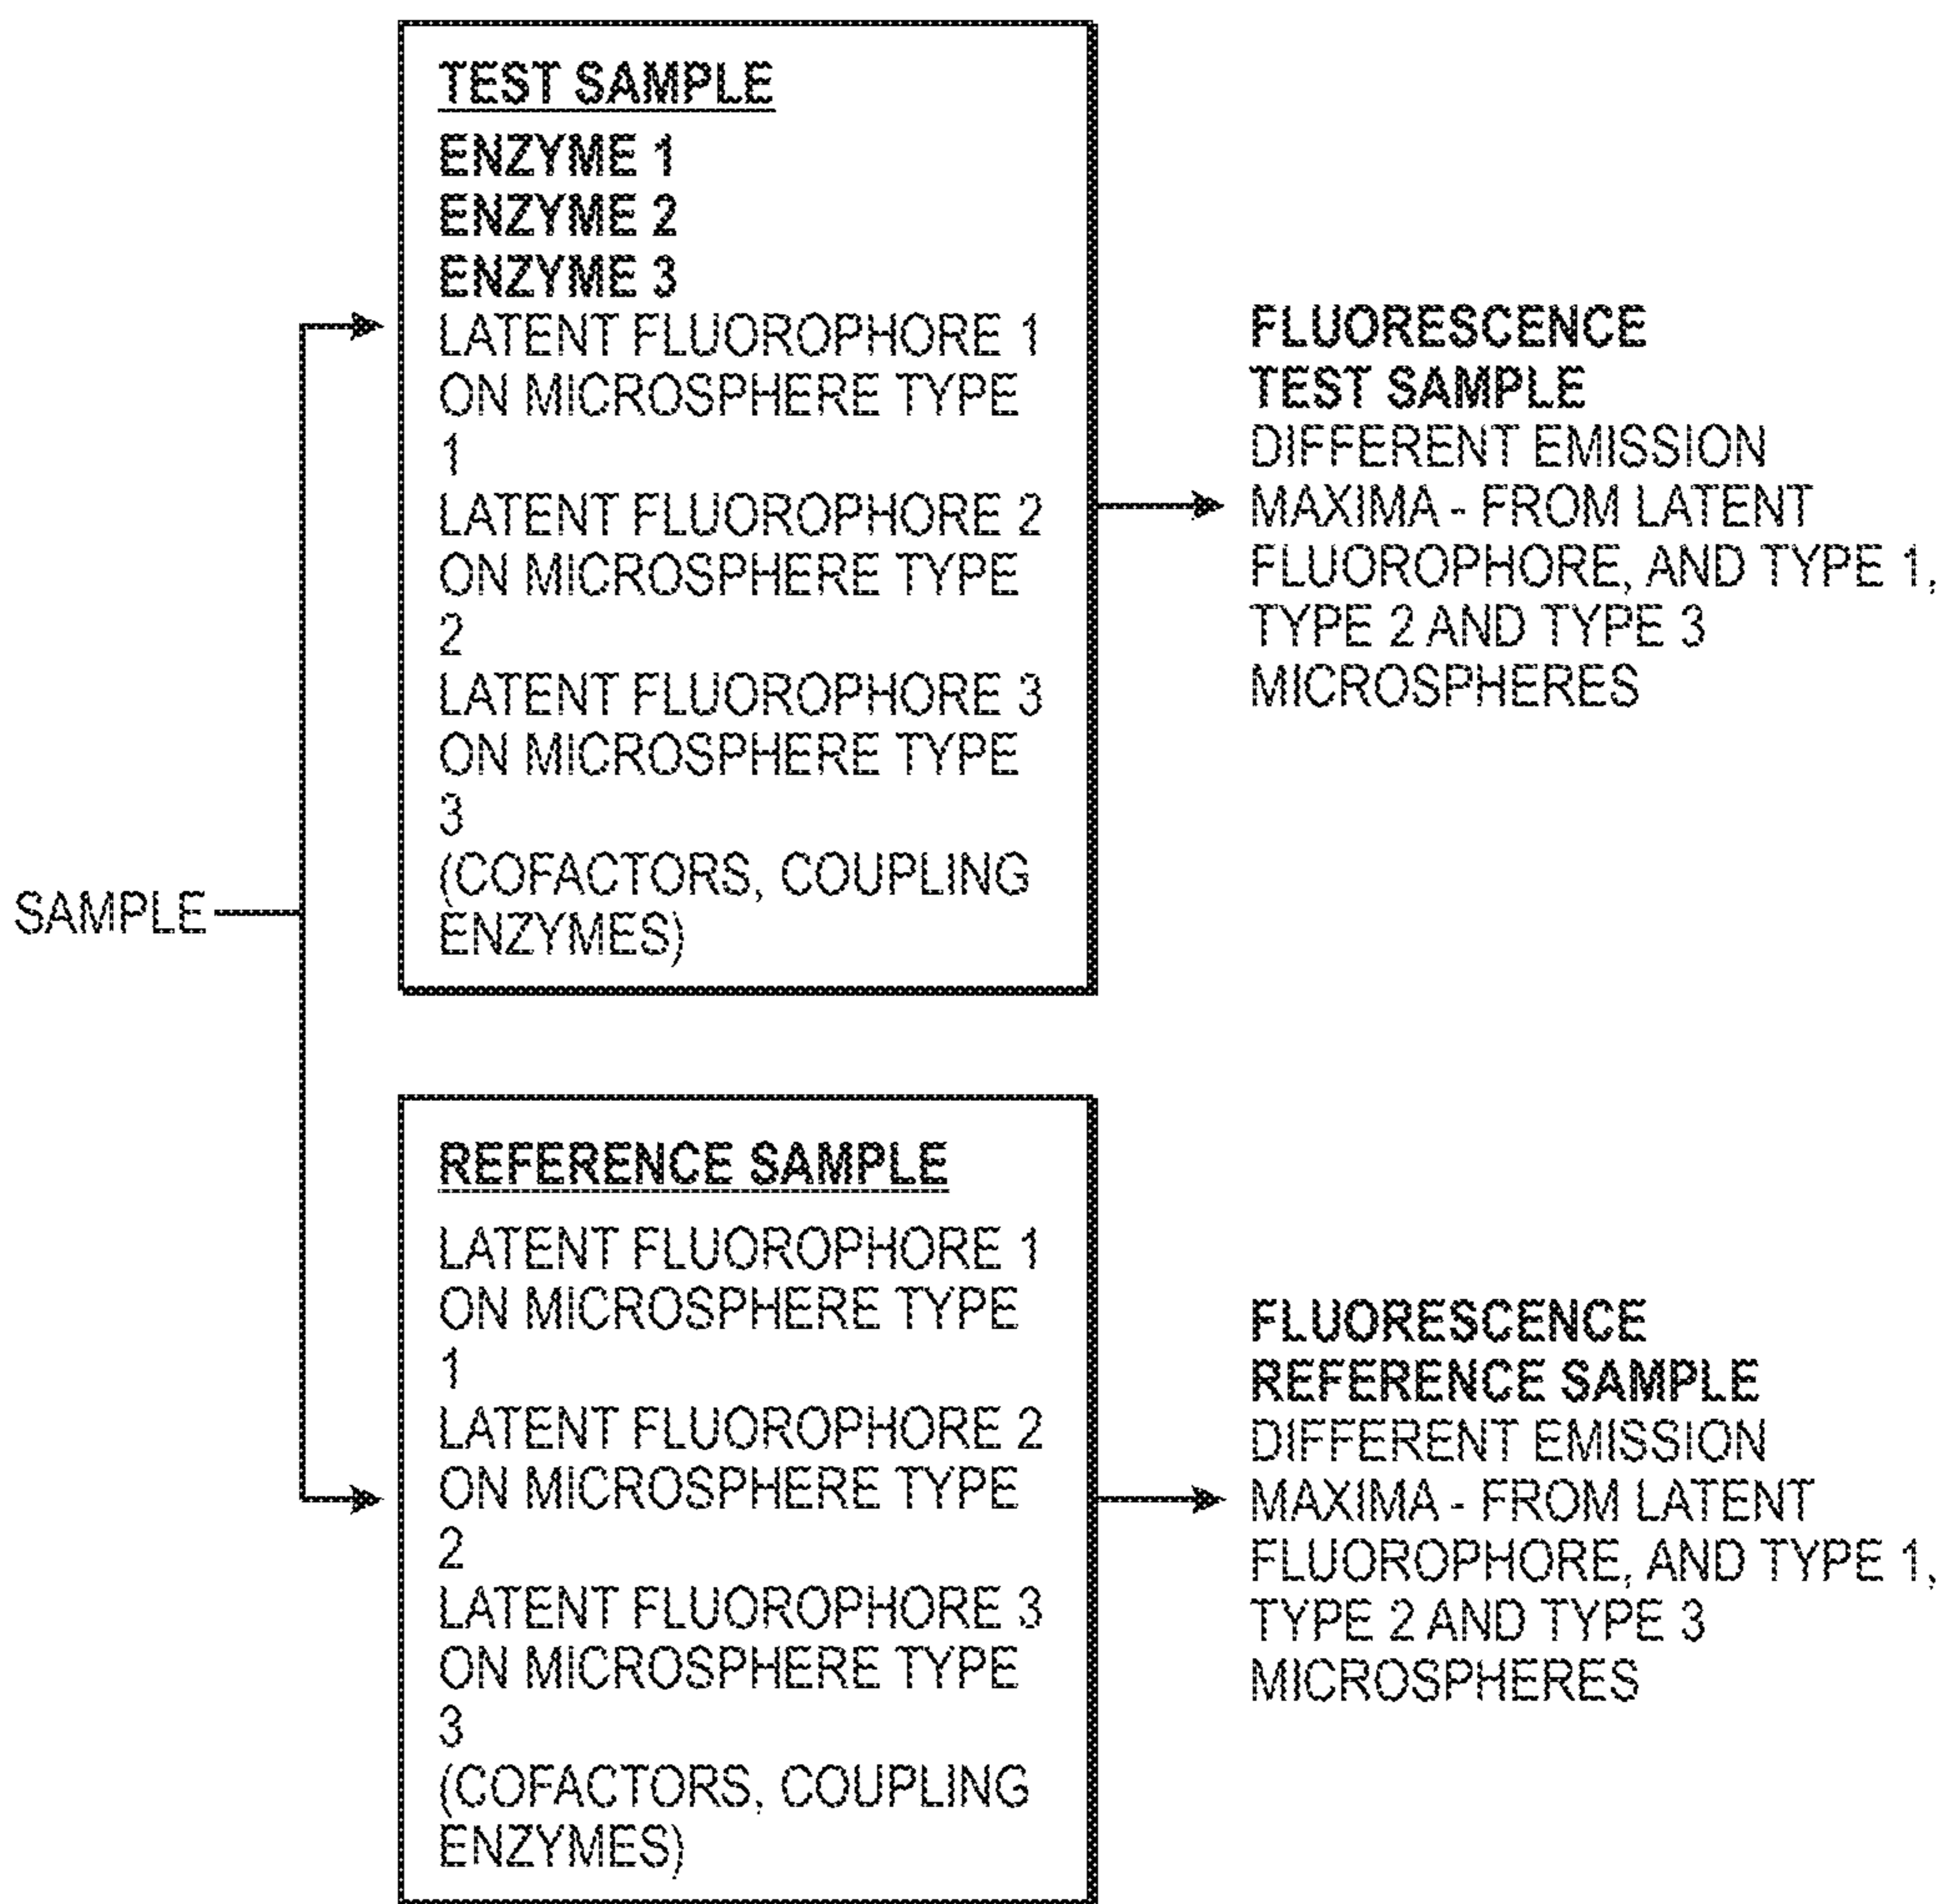 TEST SAMPLE
ENZYME 1
ENZYME 2
ENZYME 3
LATENT FLUOROPHORE 1
ON MICROSPHERE TYPE
1
LATENT FLUOROPHORE 2
ON MICROSPHERE TYPE
2
LATENT FLUOROPHORE 3
ON MICROSPHERE TYPE
3
(COFACTORS, COUPLING
ENZYMES)
FLUORESCENCE
TEST SAMPLE
DIFFERENT EMISSION
MAXIMA - FROM LATENT
FLUOROPHORE, AND TYPE 1,
TYPE 2 AND TYPE 3
MICROSPHERES
SAMPLE
REFERENCE SAMPLE
LATENT FLUOROPHORE 1
ON MICROSPHERE TYPE
1
LATENT FLUOROPHORE 2
ON MICROSPHERE TYPE
2
LATENT FLUOROPHORE 3
ON MICROSPHERE TYPE
3
(COFACTORS, COUPLING
ENZYMES)
FLUORESCENCE
REFERENCE SAMPLE
DIFFERENT EMISSION
MAXIMA - FROM LATENT
FLUOROPHORE, AND TYPE 1,
TYPE 2 AND TYPE 3
MICROSPHERES